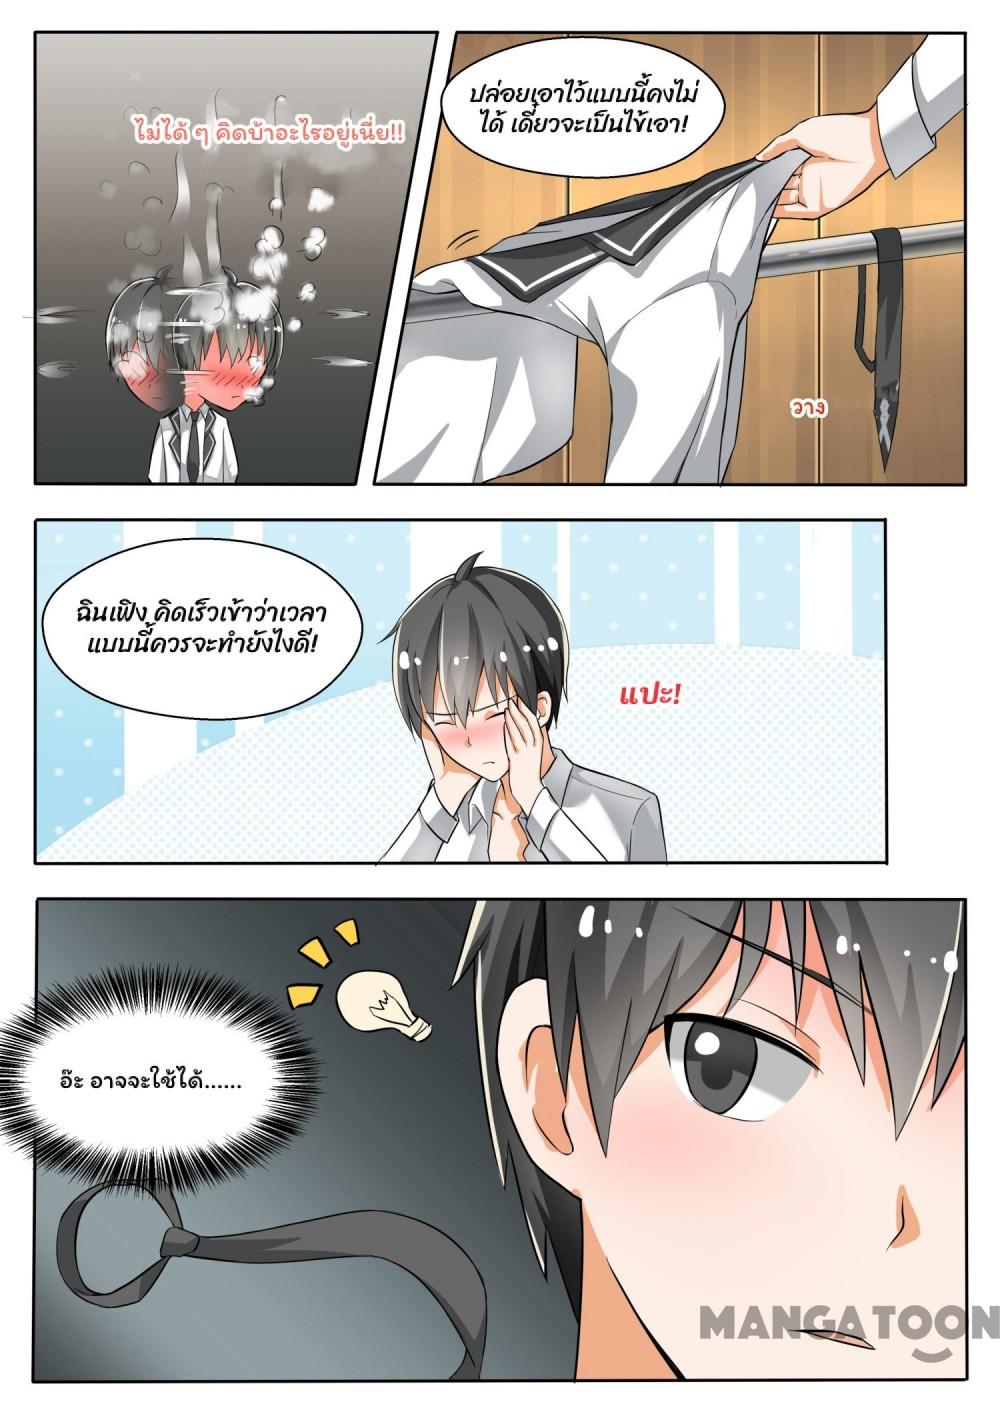 ไม่ได้ ๆ คิดบ้าอะไรอยู่เนี่ย!!
ปล่อยเอาไว้แบบนี้คงไม่
ได้ เดี๋ยวจะเป็นไข้เอา!
วาง
ฉินเฟิง คิดเร็วเข้าว่าเวลา
แบบนี้ควรจะทำยังไงดี!
แปะ!
อ๊ะ อาจจะใช้ได้......
MANGATOON